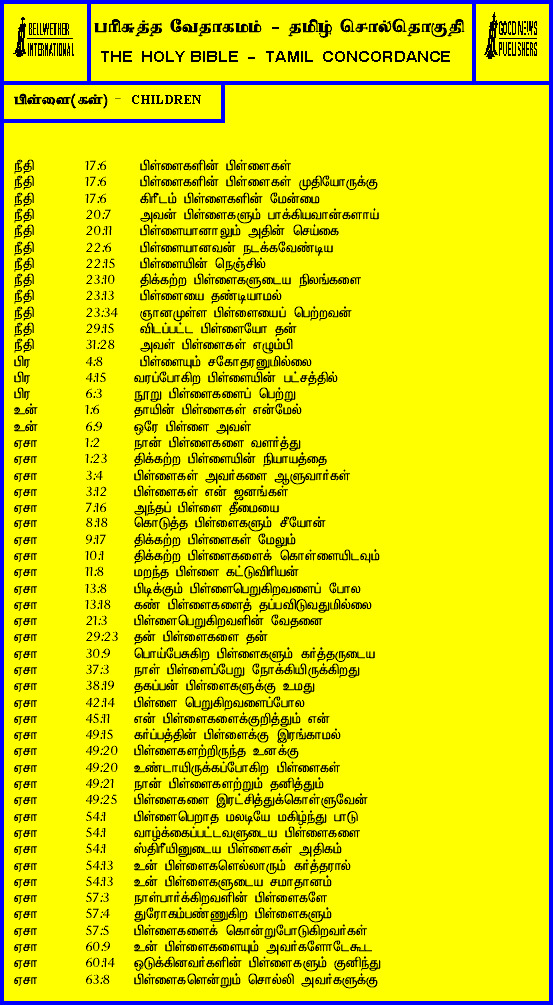 BELLWETHER
INTERNATIONAL
பரிசுத்த வேதாகமம் - தமிழ் சொல்தொகுதி
THE HOLY BIBLE - TAMIL CONCORDANCE
GOOD NEWS
PUBLISHERS
பிள்ளை(கள்) - CHILDREN
நீதி 17:6 பிள்ளைகளின் பிள்ளைகள்
நீதி 17:6 பிள்ளைகளின் பிள்ளைகள் முதியோருக்கு
நீதி 17:6 கிரீடம் பிள்ளைகளின் மேன்மை
நீதி 20:7 அவன் பிள்ளைகளும் பாக்கியவான்களாய்
நீதி 20:11 பிள்ளையானாலும் அதின் செய்கை
நீதி 22:6 பிள்ளையானவன் நடக்கவேண்டிய
நீதி 22:15 பிள்ளையின் நெஞ்சில்
நீதி 23:10 திக்கற்ற பிள்ளைகளுடைய நிலங்களை
நீதி 23:13 பிள்ளையை தண்டியாமல்
நீதி 23:34 ஞானமுள்ள பிள்ளையைப் பெற்றவன்
நீதி 29:15 விடப்பட்ட பிள்ளையோ தன்
நீதி 31:28 அவள் பிள்ளைகள் எழும்பி
பிர 4:8 பிள்ளையும் சகோதரனுமில்லை
பிர 4:15 வரப்போகிற பிள்ளையின் பட்சத்தில்
பிர 6:3 நூறு பிள்ளைகளைப் பெற்று
உன் 1:6 தாயின் பிள்ளைகள் என்மேல்
உன் 6:9 ஒரே பிள்ளை அவள்
ஏசா 1:2 நான் பிள்ளைகளை வளர்த்து
ஏசா 1:23 திக்கற்ற பிள்ளையின் நியாயத்தை
ஏசா 3:4 பிள்ளைகள் அவர்களை ஆளுவார்கள்
ஏசா 3:12 பிள்ளைகள் என் ஜனங்கள்
ஏசா 7:16 அந்தப் பிள்ளை தீமையை
ஏசா 8:18 கொடுத்த பிள்ளைகளும் சீயோன்
ஏசா 9:17 திக்கற்ற பிள்ளைகள் மேலும்
ஏசா 10:1 திக்கற்ற பிள்ளைகளைக் கொள்ளையிடவும்
ஏசா 11:8 மறந்த பிள்ளை கட்டுவிரியன்
ஏசா 13:8 பிடிக்கும் பிள்ளைபெறுகிறவளைப் போல
ஏசா 13:18 கண் பிள்ளைகளைத் தப்பவிடுவதுமில்லை
ஏசா 21:3 பிள்ளைபெறுகிறவளின் வேதனை
ஏசா 29:23 தன் பிள்ளைகளை தன்
ஏசா 30:9 பொய்பேசுகிற பிள்ளைகளும் கர்த்தருடைய
ஏசா 37:3 நாள் பிள்ளைப்பேறு நோக்கியிருக்கிறது
ஏசா 38:19 தகப்பன் பிள்ளைகளுக்கு உமது
ஏசா 42:14 பிள்ளை பெறுகிறவளைப்போல
ஏசா 45:11 என் பிள்ளைகளைக்குறித்தும் என்
ஏசா 49:15 கர்ப்பத்தின் பிள்ளைக்கு இரங்காமல்
ஏசா 49:20 பிள்ளைகளற்றிருந்த உனக்கு
ஏசா 49:20 உண்டாயிருக்கப்போகிற பிள்ளைகள்
ஏசா 49:21 நான் பிள்ளைகளற்றும் தனித்தும்
ஏசா 49:25 பிள்ளைகளை இரட்சித்துக்கொள்ளுவேன்
ஏசா 54:1 பிள்ளைபெறாத மலடியே மகிழ்ந்து பாடு
ஏசா 54:1 வாழ்க்கைப்பட்டவளுடைய பிள்ளைகளை
ஏசா 54:1 ஸ்திரீயினுடைய பிள்ளைகள் அதிகம்
ஏசா 54:13 உன் பிள்ளைகளெல்லாரும் கர்த்தரால்
ஏசா 54:13 உன் பிள்ளைகளுடைய சமாதானம்
ஏசா 57:3 நாள்பார்க்கிறவளின் பிள்ளைகளே
ஏசா 57:4 துரோகம்பண்ணுகிற பிள்ளைகளும்
ஏசா 57:5 பிள்ளைகளைக் கொன்றுபோடுகிறவர்கள்
ஏசா 60:9 உன் பிள்ளைகளையும் அவர்களோடேகூட
ஏசா 60:14 ஒடுக்கினவர்களின் பிள்ளைகளும் குனிந்து
ஏசா 63:8 பிள்ளைகளென்றும் சொல்லி அவர்களுக்கு